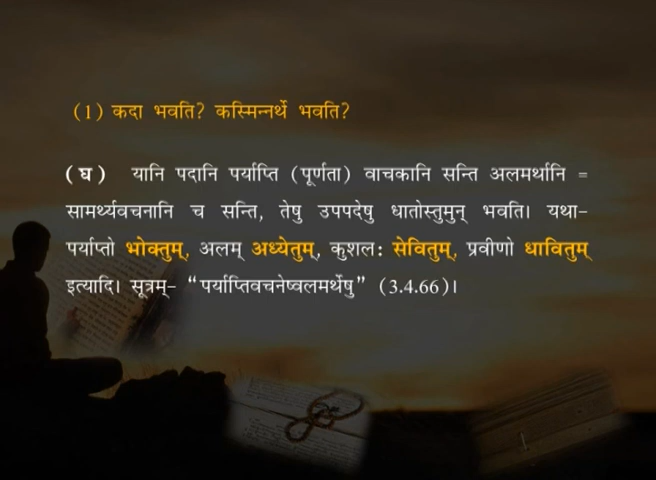 (1) कदा भवति? कस्मिन्नर्थे भवति?
(घ) यानि पदानि पर्याप्ति (पूर्णता) वाचकानि सन्ति अलमर्थानि =
सामर्थ्यवचनानि च सन्ति, तेषु उपपदेषु धातोस्तुमुन् भवति। यथा-
पर्याप्तो भोक्तुम्, अलम् अध्येतुम्, कुशलः सेवितुम्, प्रवीणो धावितुम्
इत्यादि। सूत्रम्- “पर्याप्तिवचनेष्वलमर्थेषु” (3.4.66)।